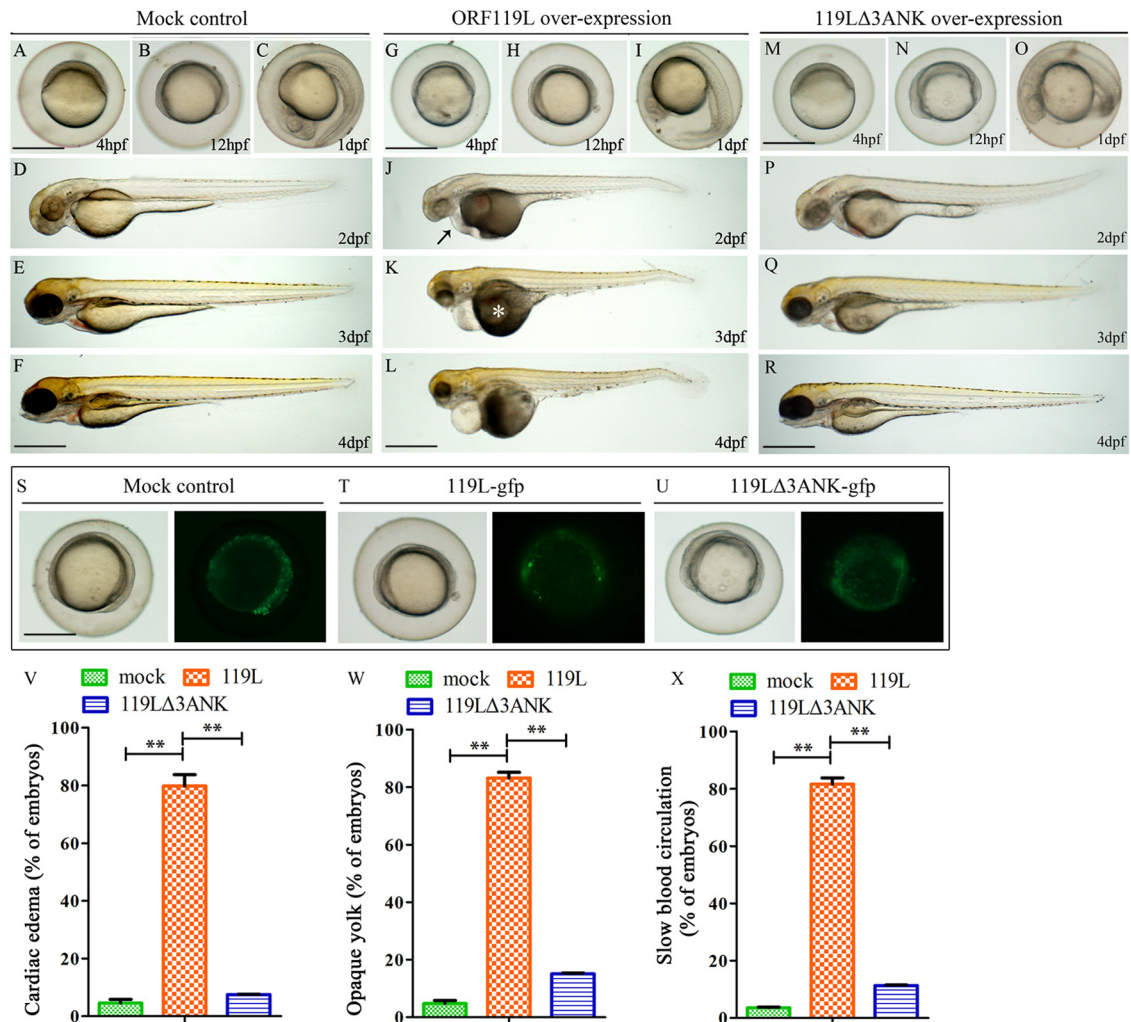 Mock control
ORF119L over-expression
119LΔ3ANK over-expression
A
B
C
G
H
I
M
N
O
4hpf
12hpf
1dpf
4hpf
12hpf
1dpf
4hpf
12hpf
1dpf
D
J
P
2dpf
2dpf
2dpf
E
K
Q
*
3dpf
3dpf
3dpf
F
L
R
4dpf
4dpf
4dpf
S
Mock control
T
119L-gfp
U
119LΔ3ANK-gfp
V
mock
119L
119LΔ3ANK
**
**
Cardiac edema (% of embryos)
100
80
60
40
20
0
W
mock
119L
119LΔ3ANK
**
**
Opaque yolk (% of embryos)
100
80
60
40
20
0
X
mock
119L
119LΔ3ANK
**
**
Slow blood circulation
(% of embryos)
100
80
60
40
20
0